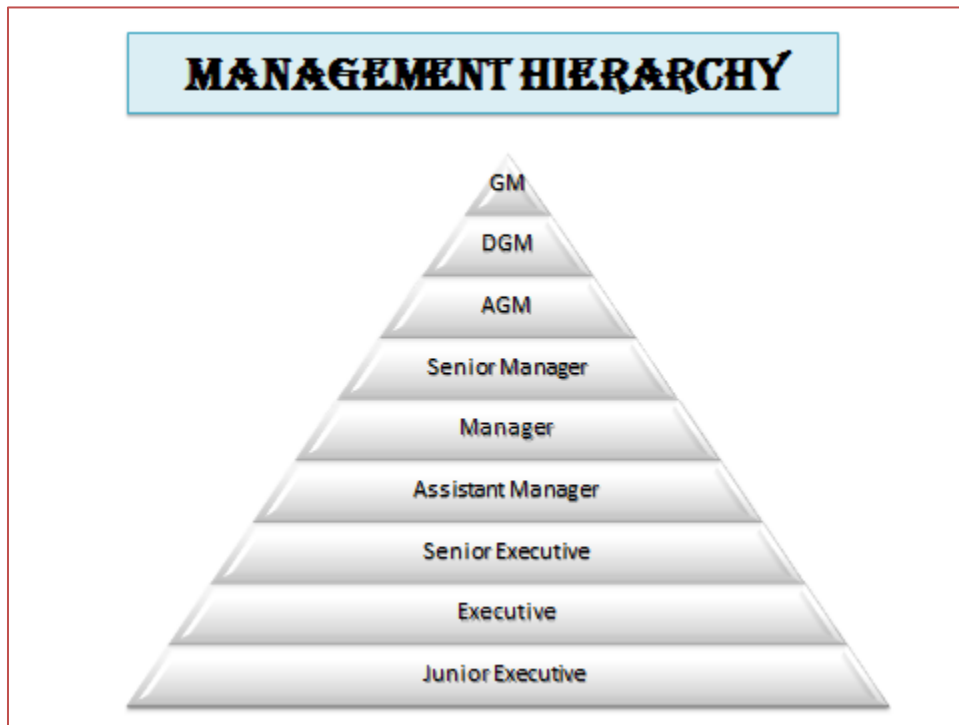 MANAGEMENT HIERARCHY
GM
DGM
AGM
Senior Manager
Manager
Assistant Manager
Senior Executive
Executive
Junior Executive